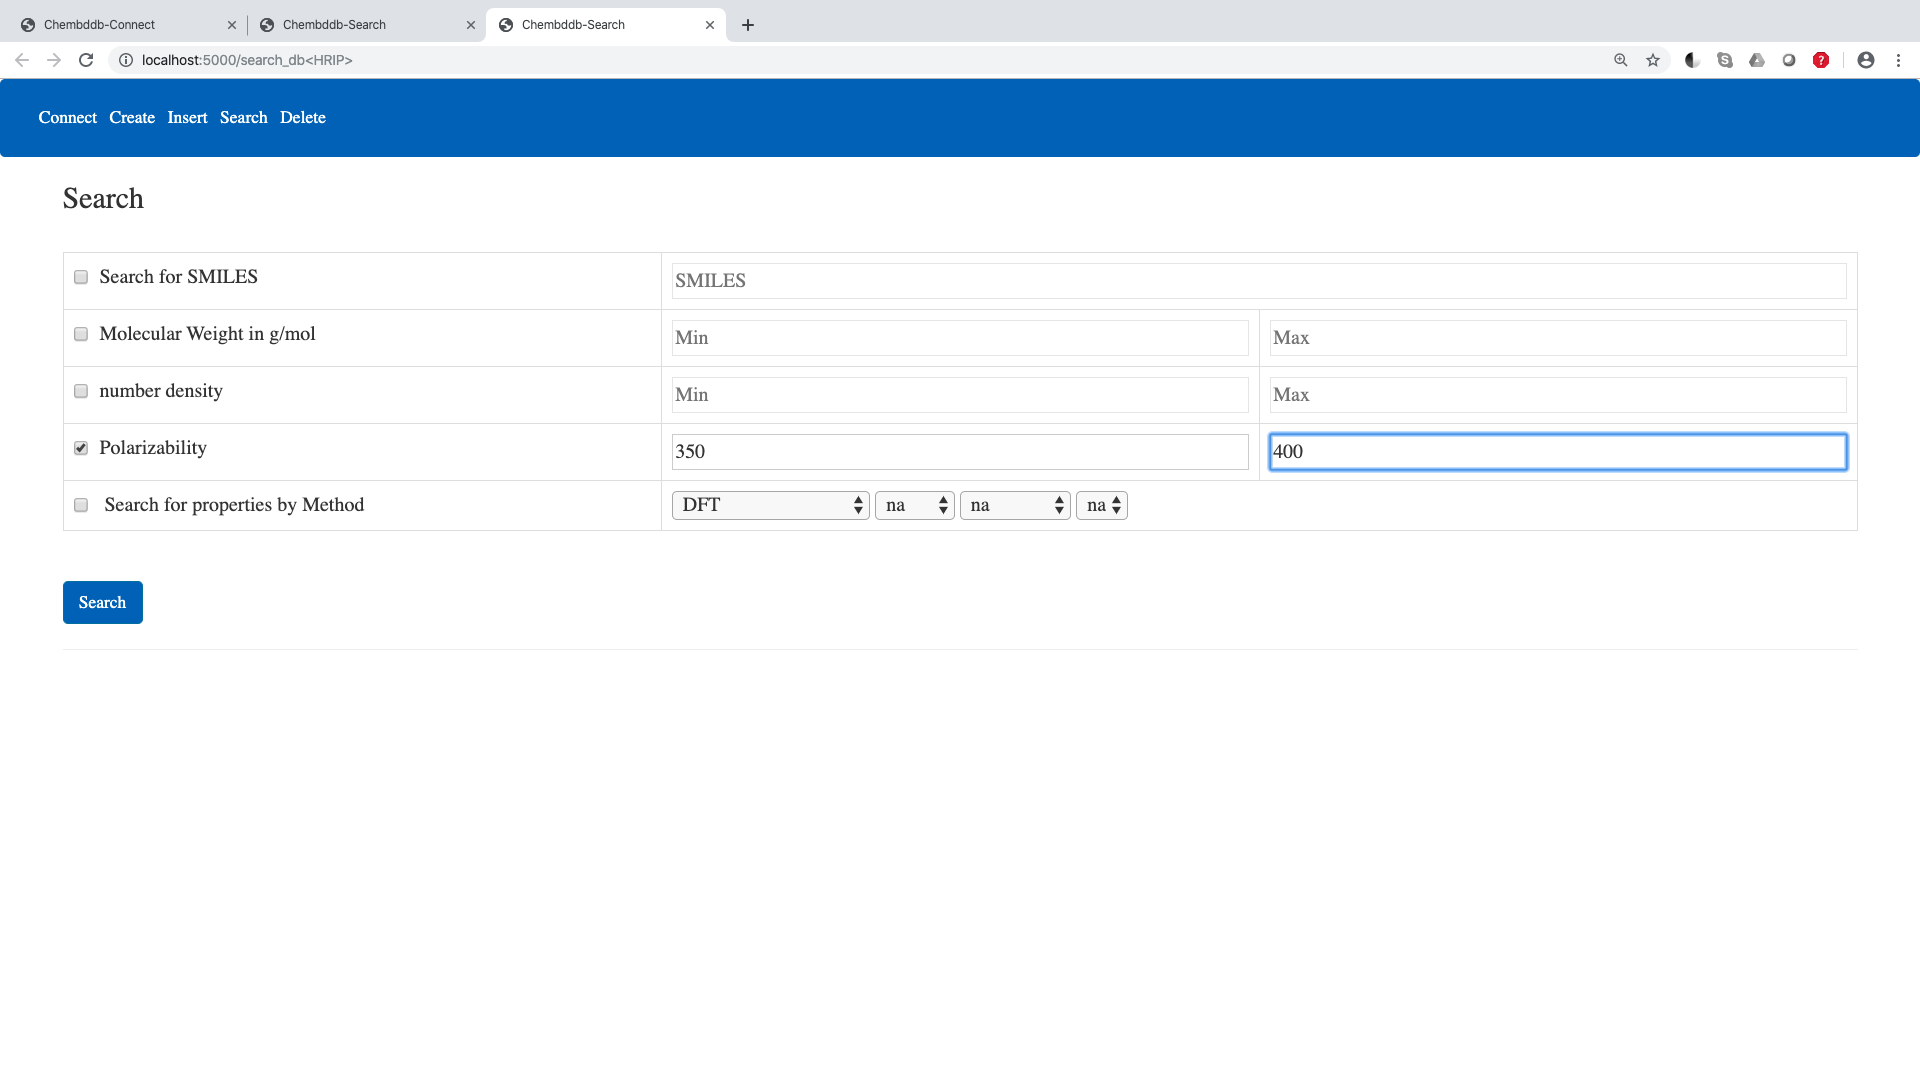 Chembddb-Connect
Chembddb-Search
Chembddb-Search
localhost:5000/search_db<HRIP>
Connect Create Insert Search Delete
Search
Search for SMILES SMILES
Molecular Weight in g/mol Min Max
number density Min Max
Polarizability 350 400
Search for properties by Method DFT na na na
Search